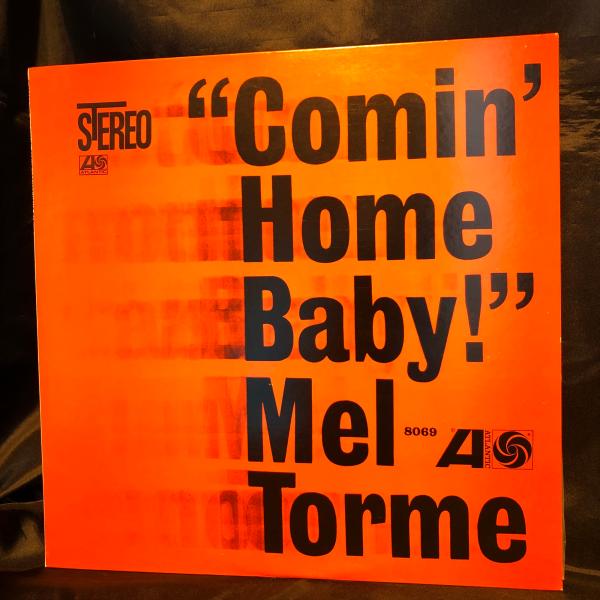 STEREO
ATLANTIC
“Comin’
Home
Baby!”
Mel
8069
ATLANTIC
Torme